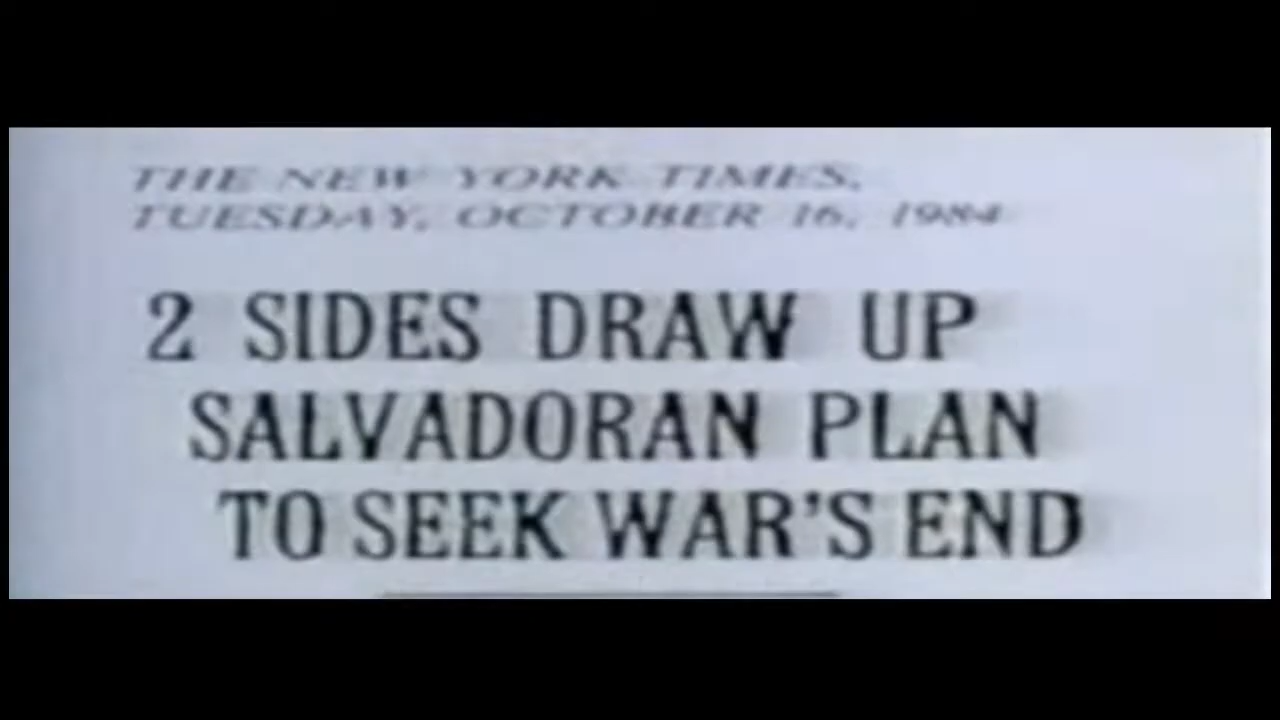 THE NEW YORK TIMES,
TUESDAY, OCTOBER 16, 1984
2 SIDES DRAW UP
SALVADORAN PLAN
TO SEEK WAR'S END